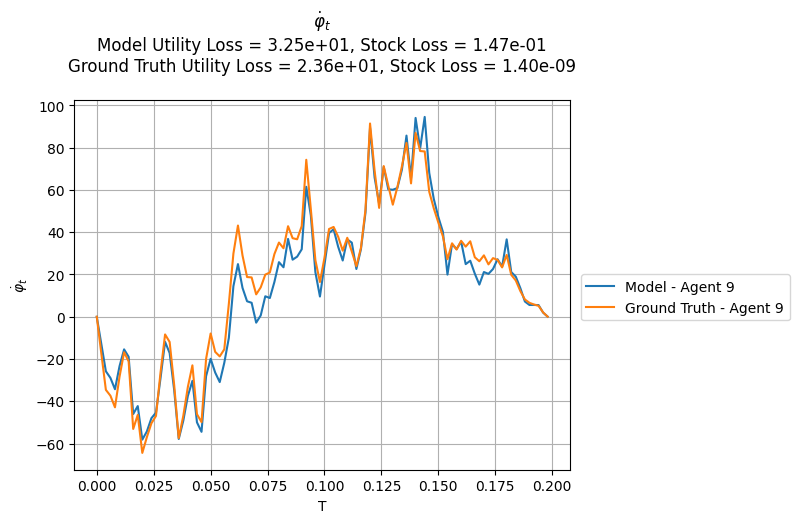 φ̇ₜ
Model Utility Loss = 3.25e+01, Stock Loss = 1.47e-01
Ground Truth Utility Loss = 2.36e+01, Stock Loss = 1.40e-09
φ̇ₜ
100
80
60
40
20
0
−20
−40
−60
0.000 0.025 0.050 0.075 0.100 0.125 0.150 0.175 0.200
T
Model - Agent 9
Ground Truth - Agent 9